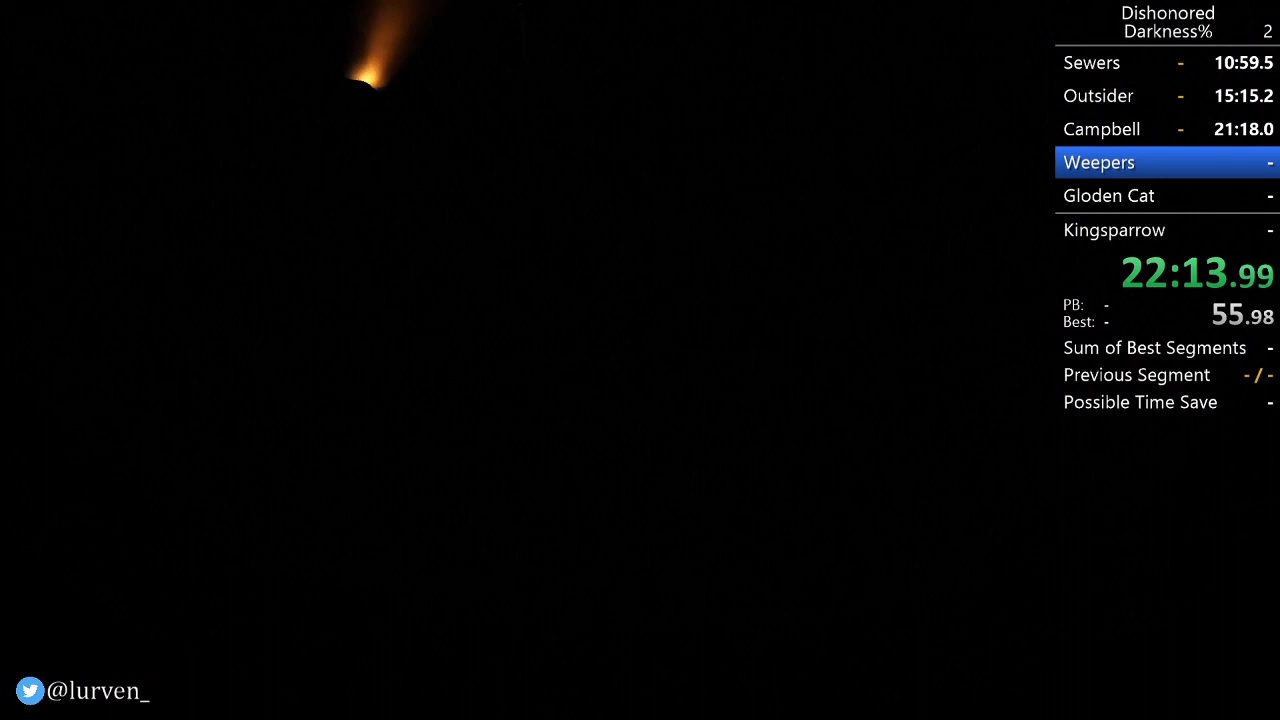 Dishonored
Darkness% 2
Sewers - 10:59.5
Outsider - 15:15.2
Campbell - 21:18.0
Weepers -
Gloden Cat -
Kingsparrow -
22:13.99
PB: - 55.98
Best: -
Sum of Best Segments -
Previous Segment - / -
Possible Time Save -
@lurven_